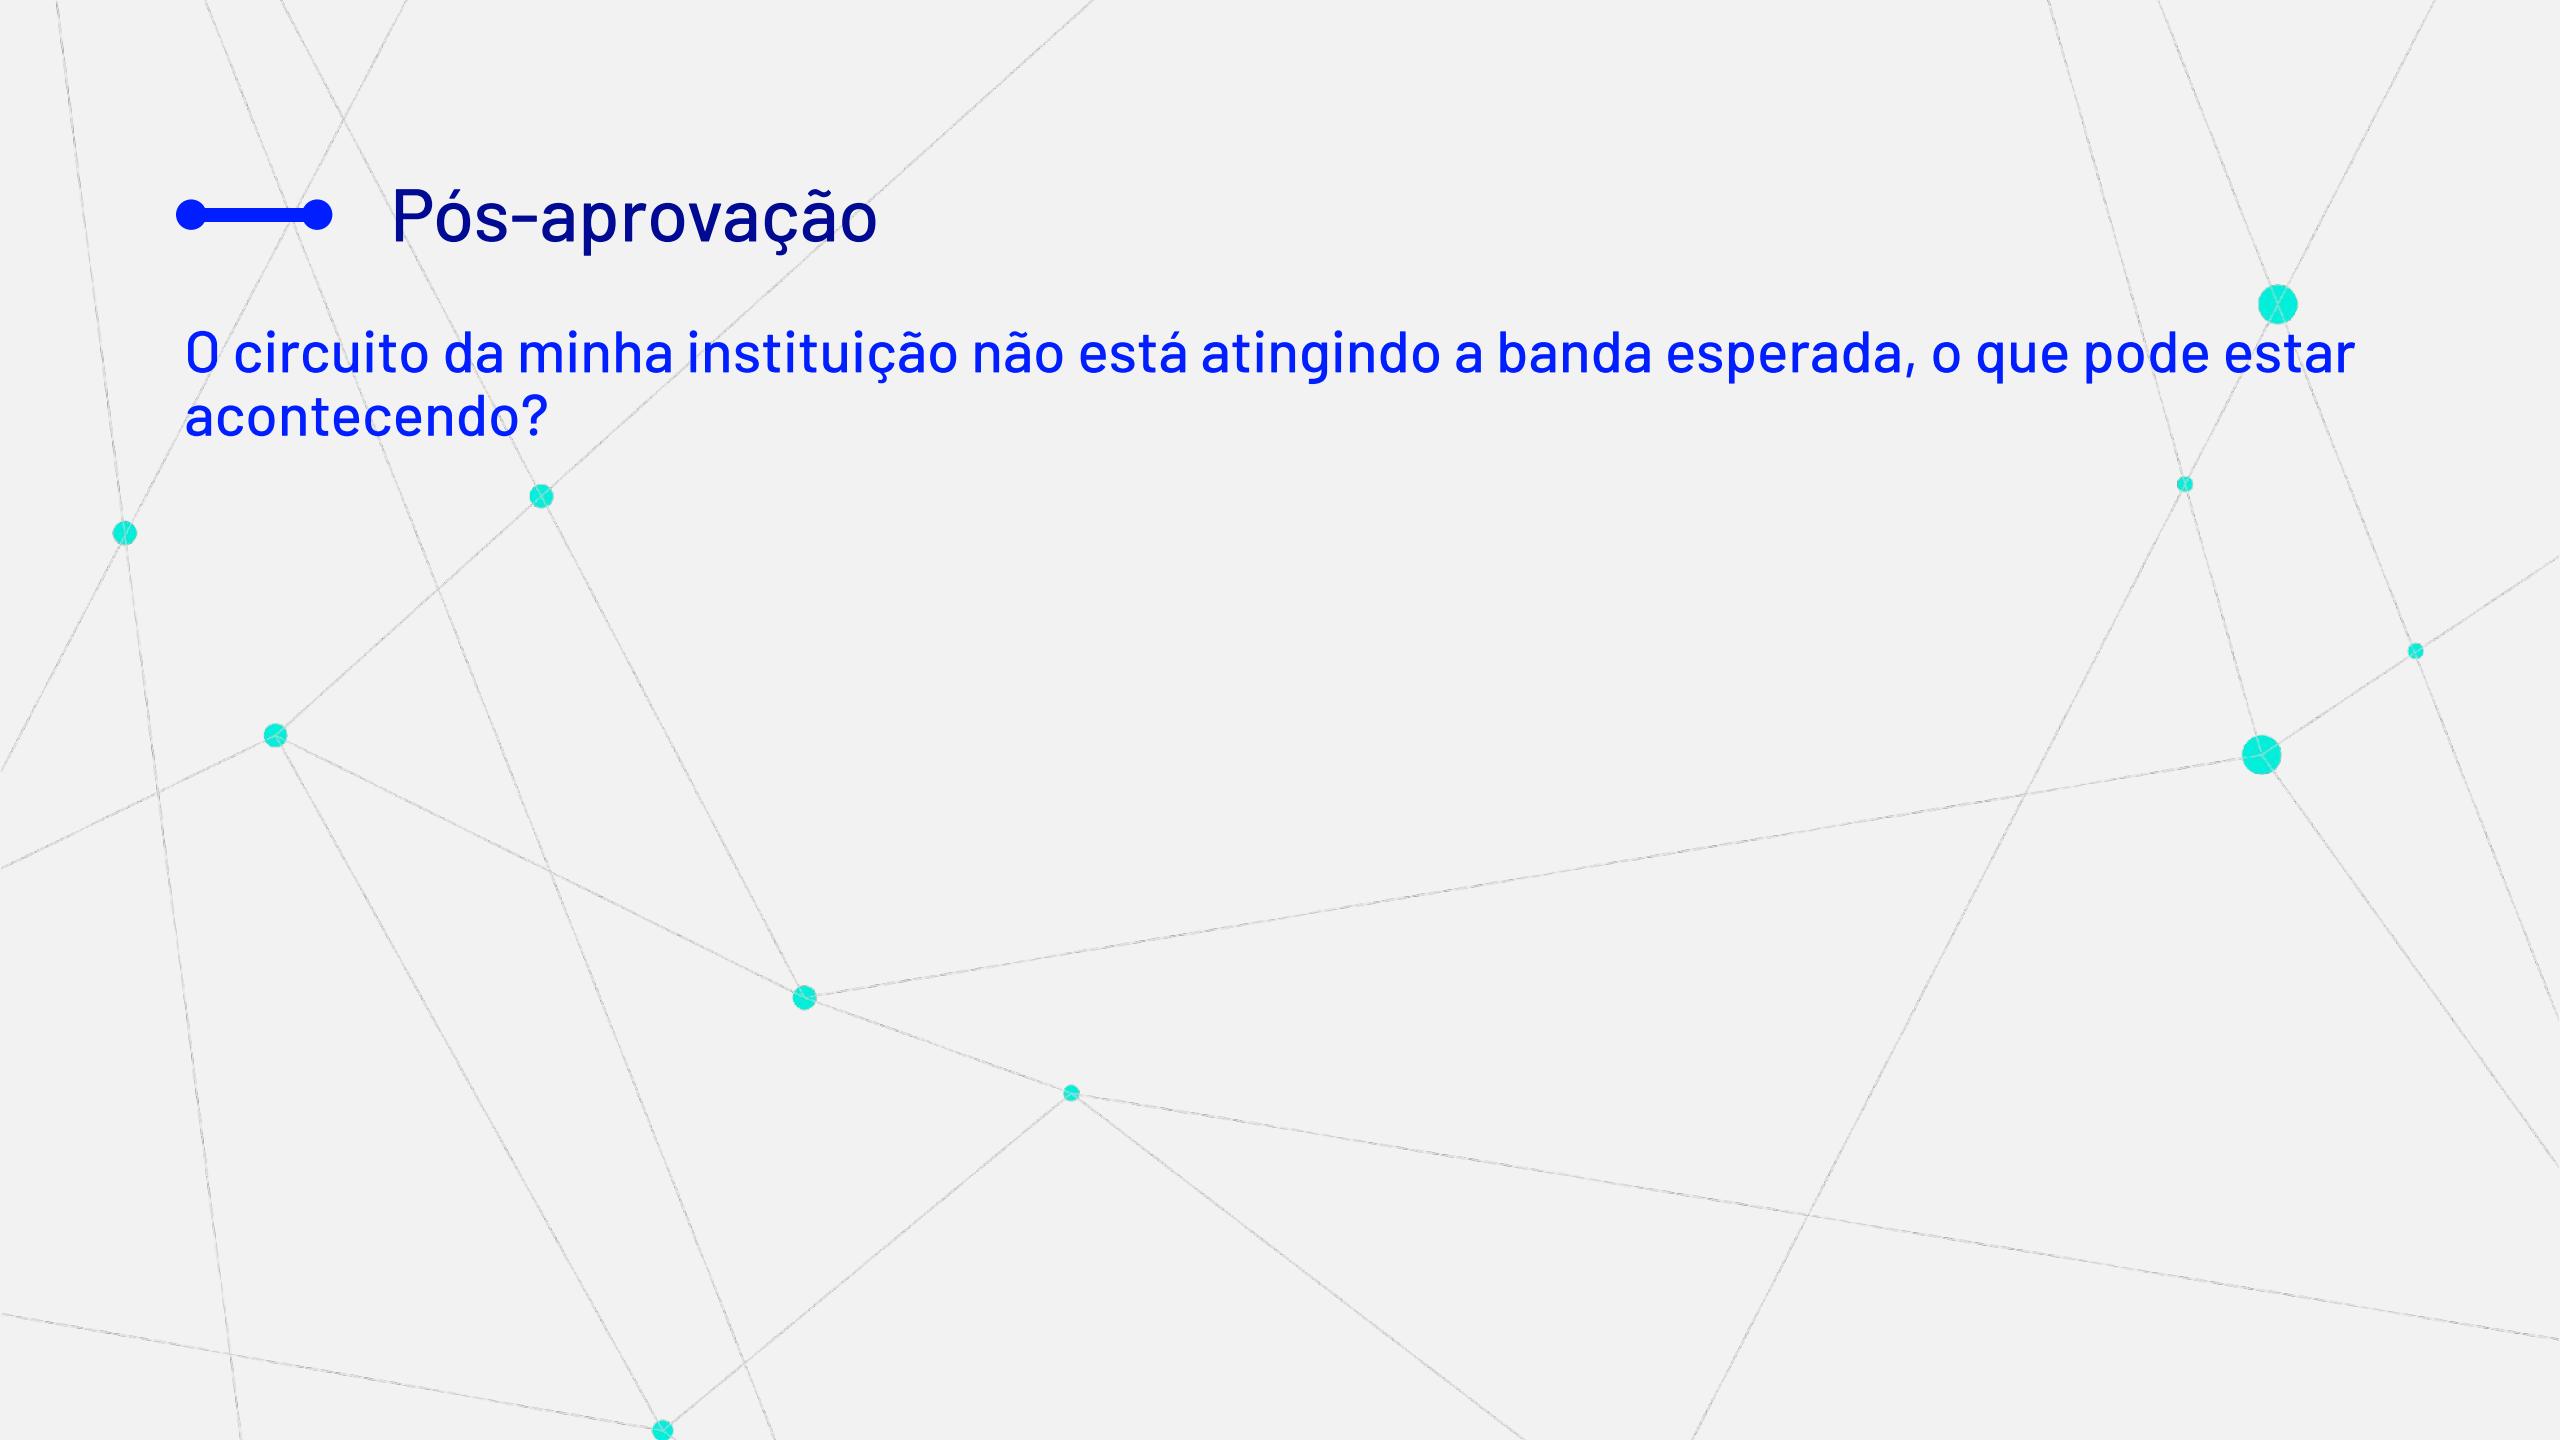 Pós-aprovação
O circuito da minha instituição não está atingindo a banda esperada, o que pode estar
acontecendo?